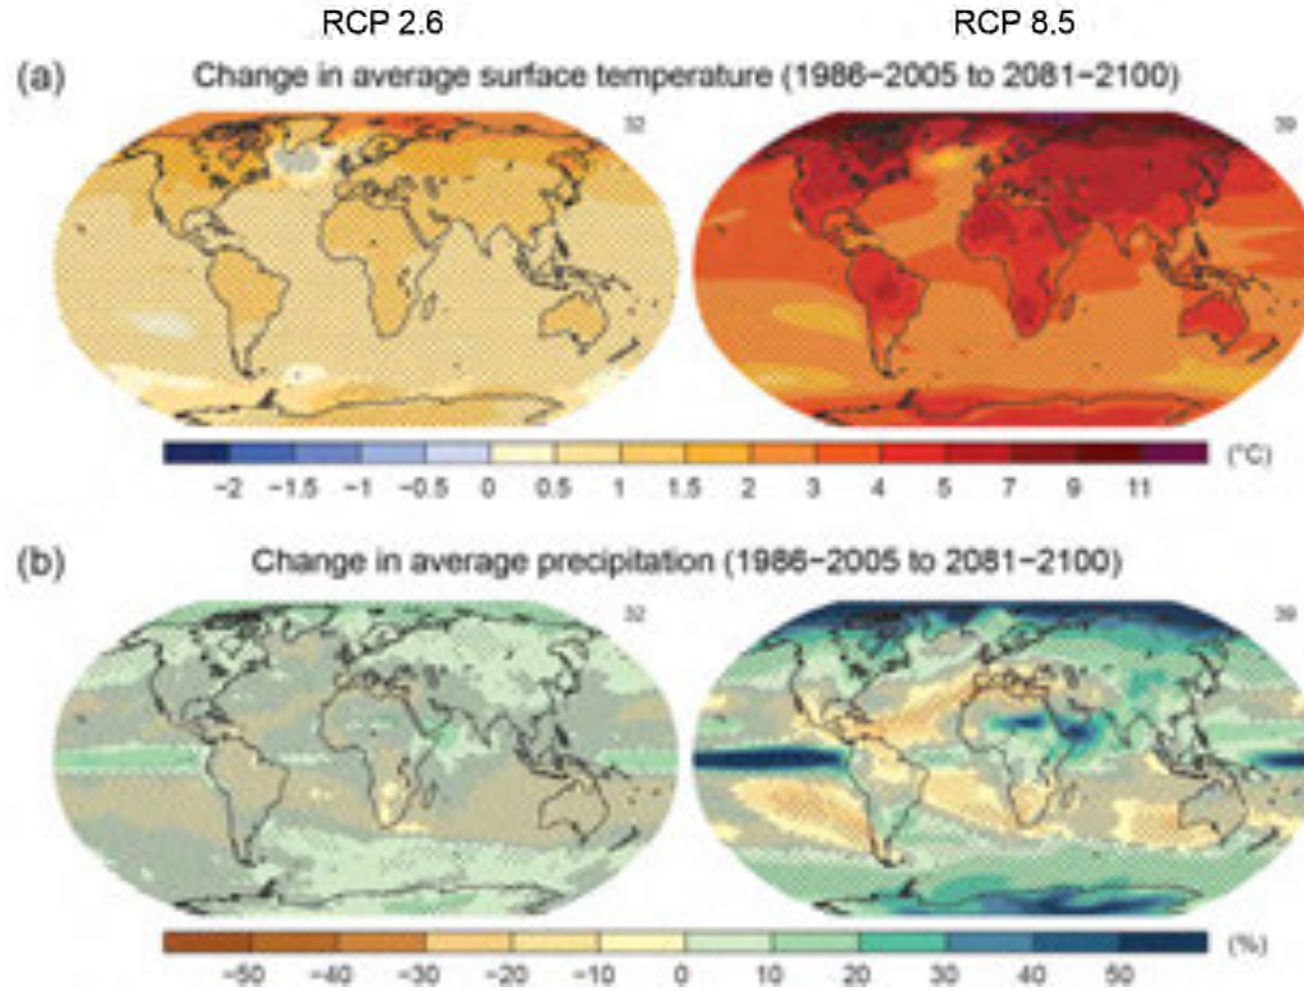 RCP 2.6 RCP 8.5
(a) Change in average surface temperature (1986−2005 to 2081−2100)
32 39
−2 −1.5 −1 −0.5 0 0.5 1 1.5 2 3 4 5 7 9 11 (°C)
(b) Change in average precipitation (1986−2005 to 2081−2100)
32 39
−50 −40 −30 −20 −10 0 10 20 30 40 50 (%)